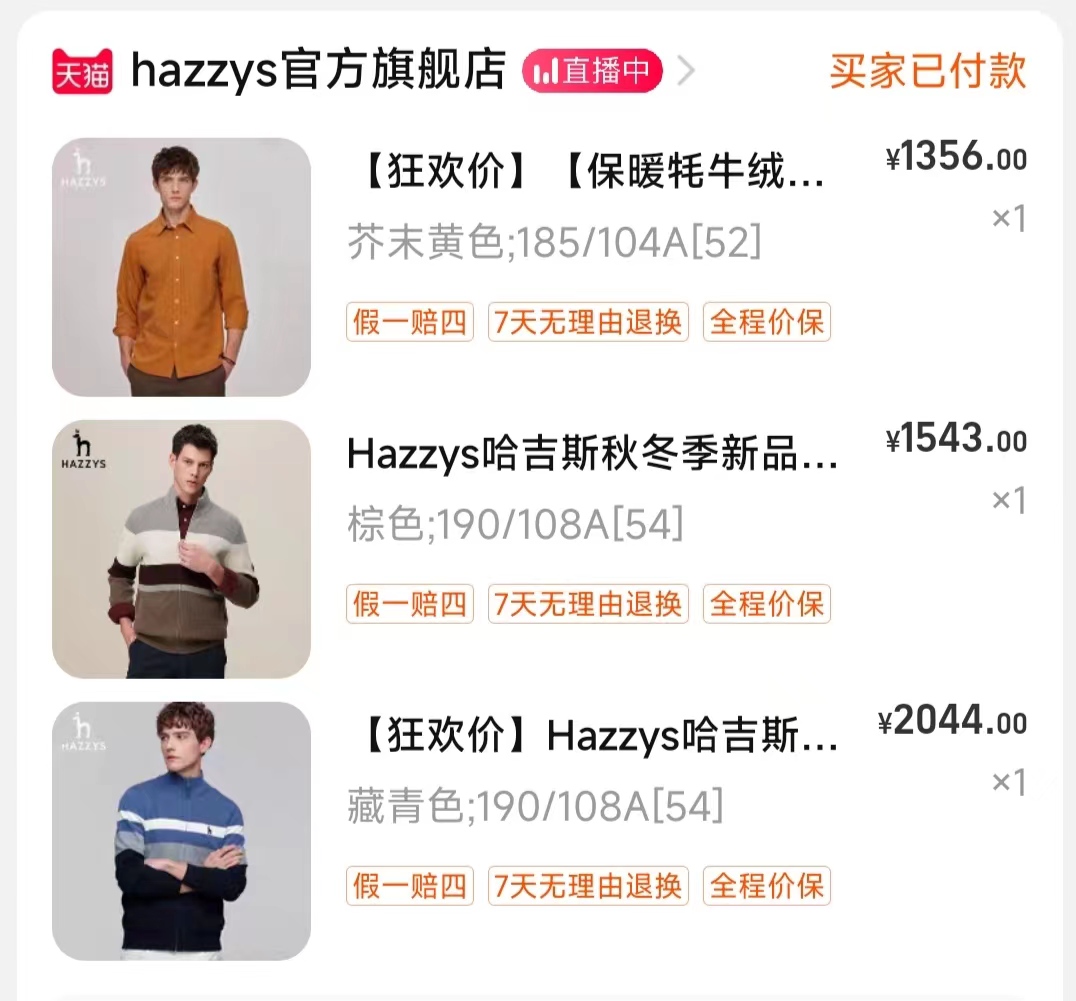 天猫 hazzys官方旗舰店 直播中 买家已付款
HAZZYS
【狂欢价】【保暖牦牛绒... ¥1356.00
芥末黄色;185/104A[52] ×1
假一赔四 7天无理由退换 全程价保
HAZZYS
Hazzys哈吉斯秋冬季新品... ¥1543.00
棕色;190/108A[54] ×1
假一赔四 7天无理由退换 全程价保
HAZZYS
【狂欢价】Hazzys哈吉斯... ¥2044.00
藏青色;190/108A[54] ×1
假一赔四 7天无理由退换 全程价保